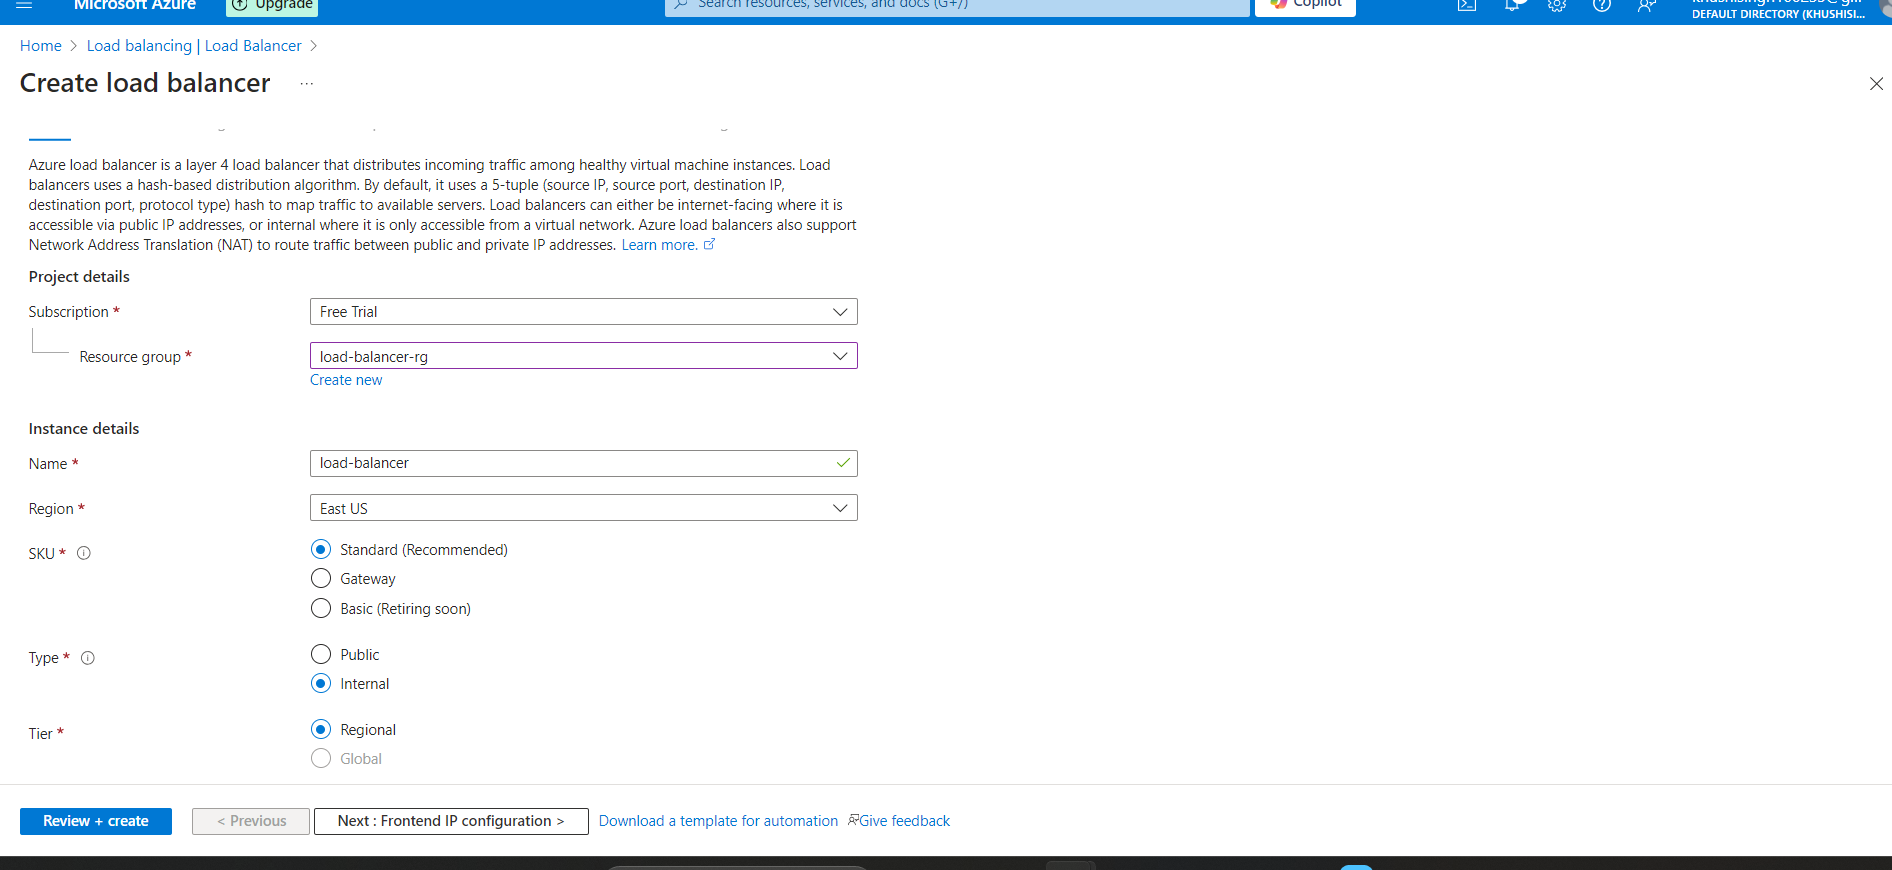 Microsoft Azure
Upgrade
Search resources, services, and docs (G+/)
Copilot
DEFAULT DIRECTORY (KHUSHISI...
Home > Load balancing | Load Balancer >
Create load balancer ...
Azure load balancer is a layer 4 load balancer that distributes incoming traffic among healthy virtual machine instances. Load
balancers uses a hash-based distribution algorithm. By default, it uses a 5-tuple (source IP, source port, destination IP,
destination port, protocol type) hash to map traffic to available servers. Load balancers can either be internet-facing where it is
accessible via public IP addresses, or internal where it is only accessible from a virtual network. Azure load balancers also support
Network Address Translation (NAT) to route traffic between public and private IP addresses. Learn more.
Project details
Subscription *
Free Trial
Resource group *
load-balancer-rg
Create new
Instance details
Name *
load-balancer
Region *
East US
SKU *
Standard (Recommended)
Gateway
Basic (Retiring soon)
Type *
Public
Internal
Tier *
Regional
Global
Review + create
< Previous
Next : Frontend IP configuration >
Download a template for automation
Give feedback